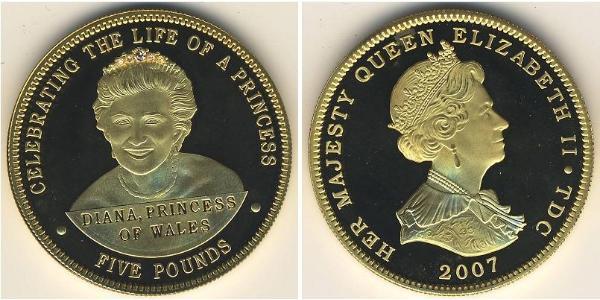 CELEBRATING THE LIFE OF A PRINCESS
DIANA, PRINCESS
OF WALES
• FIVE POUNDS •
HER MAJESTY QUEEN ELIZABETH II • TDC
2007